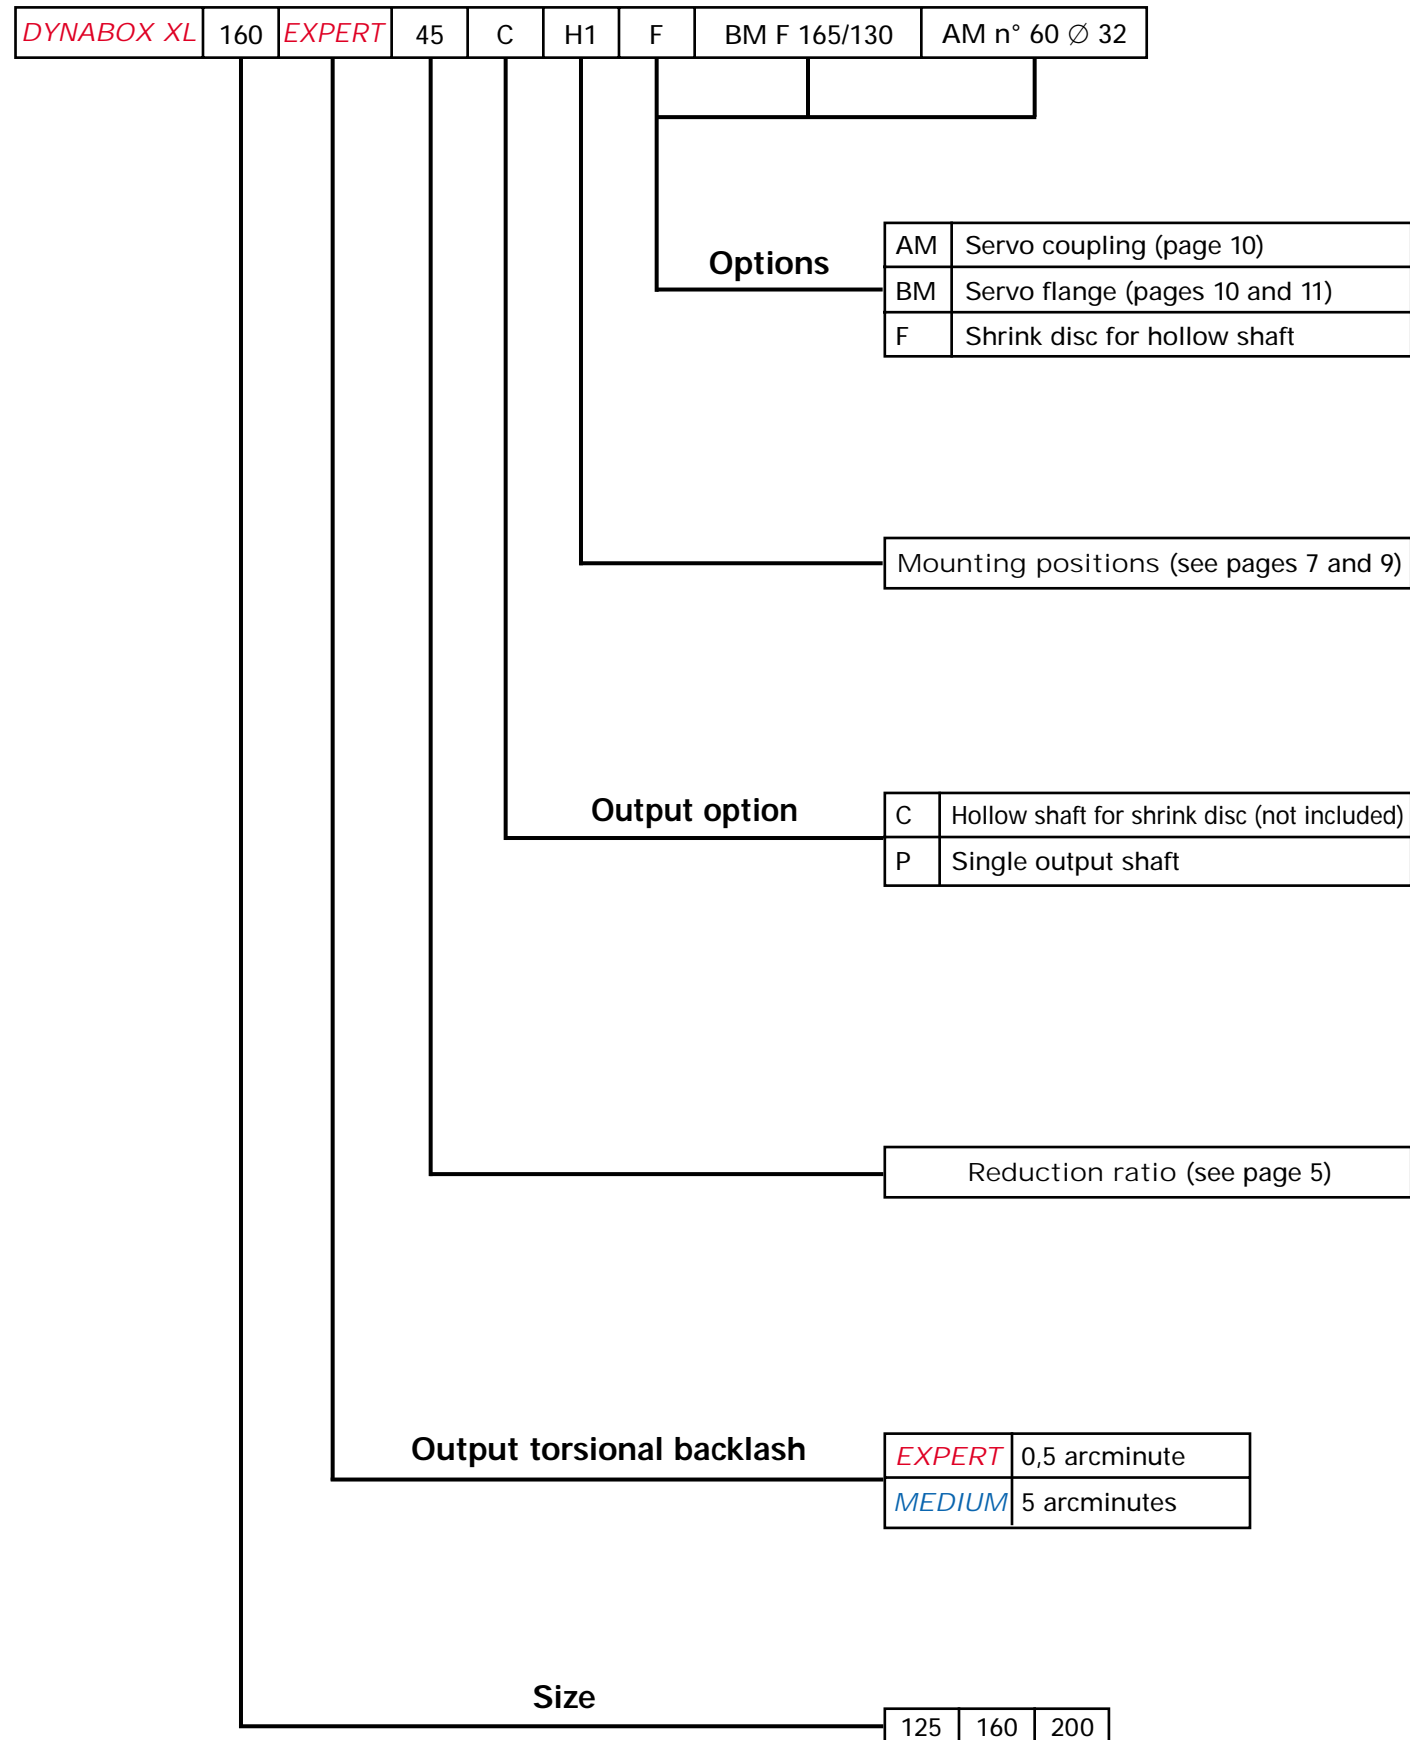 DYNABOX XL 160 EXPERT 45 C H1 F BM F 165/130 AM n° 60 ∅ 32
Options
AM Servo coupling (page 10)
BM Servo flange (pages 10 and 11)
F Shrink disc for hollow shaft
Mounting positions (see pages 7 and 9)
Output option
C Hollow shaft for shrink disc (not included)
P Single output shaft
Reduction ratio (see page 5)
Output torsional backlash
EXPERT 0,5 arcminute
MEDIUM 5 arcminutes
Size
125 160 200